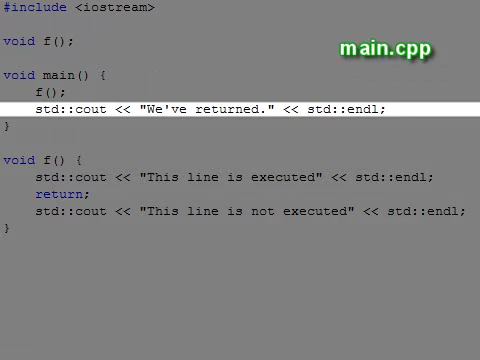 #include <iostream>
void f();
main.cpp
void main() {
    f();
    std::cout << "We've returned." << std::endl;
}
void f() {
    std::cout << "This line is executed" << std::endl;
    return;
    std::cout << "This line is not executed" << std::endl;
}